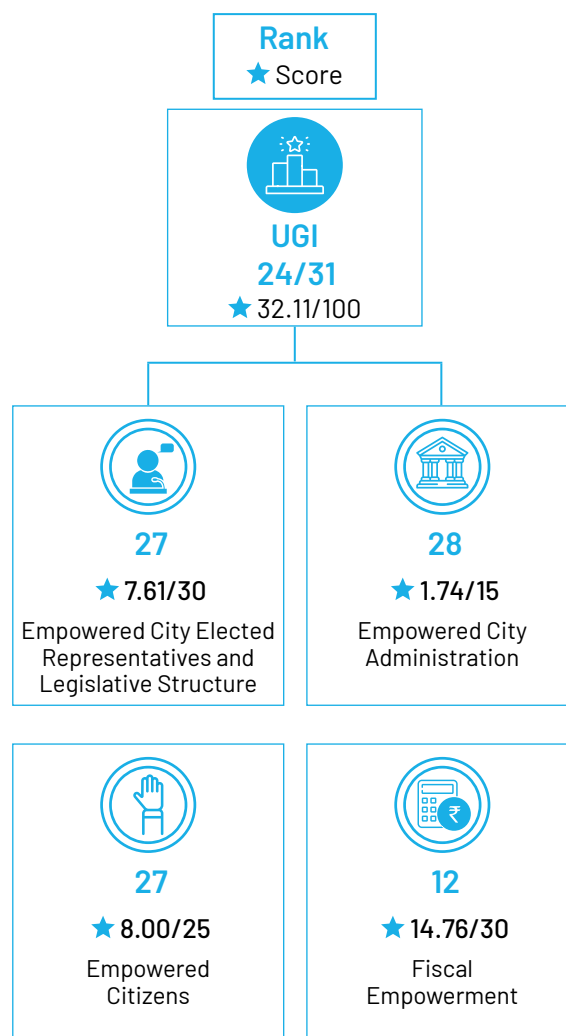 Rank
★ Score
UGI
24/31
★ 32.11/100
27
★ 7.61/30
Empowered City Elected
Representatives and
Legislative Structure
28
★ 1.74/15
Empowered City
Administration
27
★ 8.00/25
Empowered
Citizens
₹
12
★ 14.76/30
Fiscal
Empowerment